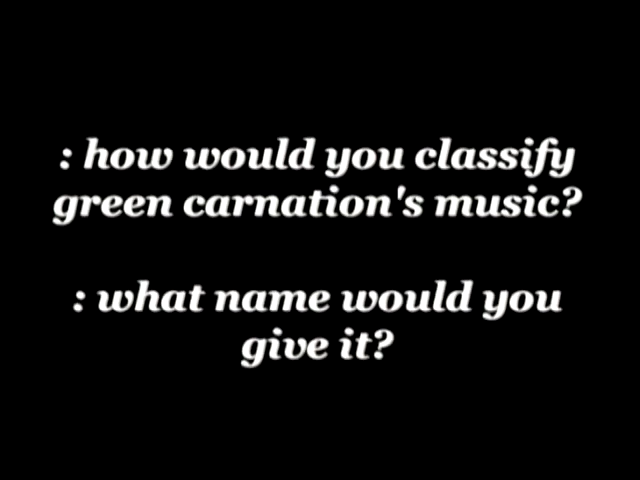 : how would you classify
green carnation's music?
: what name would you
give it?